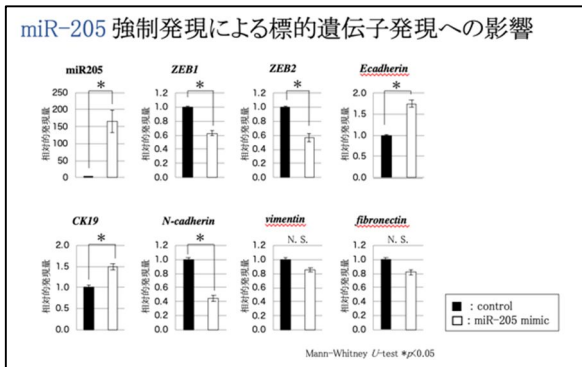 miR-205 強制発現による標的遺伝子発現への影響
miR205
ZEB1
ZEB2
Ecadherin
相対的発現量
250
200
150
100
50
0
*
相対的発現量
1.2
1.0
0.8
0.6
0.4
0.2
0.0
*
相対的発現量
1.2
1.0
0.8
0.6
0.4
0.2
0.0
*
相対的発現量
2.0
1.5
1.0
0.5
0.0
*
CK19
N-cadherin
vimentin
fibronectin
相対的発現量
2.0
1.5
1.0
0.5
0.0
*
相対的発現量
1.2
1.0
0.8
0.6
0.4
0.2
0.0
*
相対的発現量
1.2
1.0
0.8
0.6
0.4
0.2
0.0
N. S.
相対的発現量
1.2
1.0
0.8
0.6
0.4
0.2
0.0
N. S.
: control
: miR-205 mimic
Mann-Whitney U-test *p<0.05